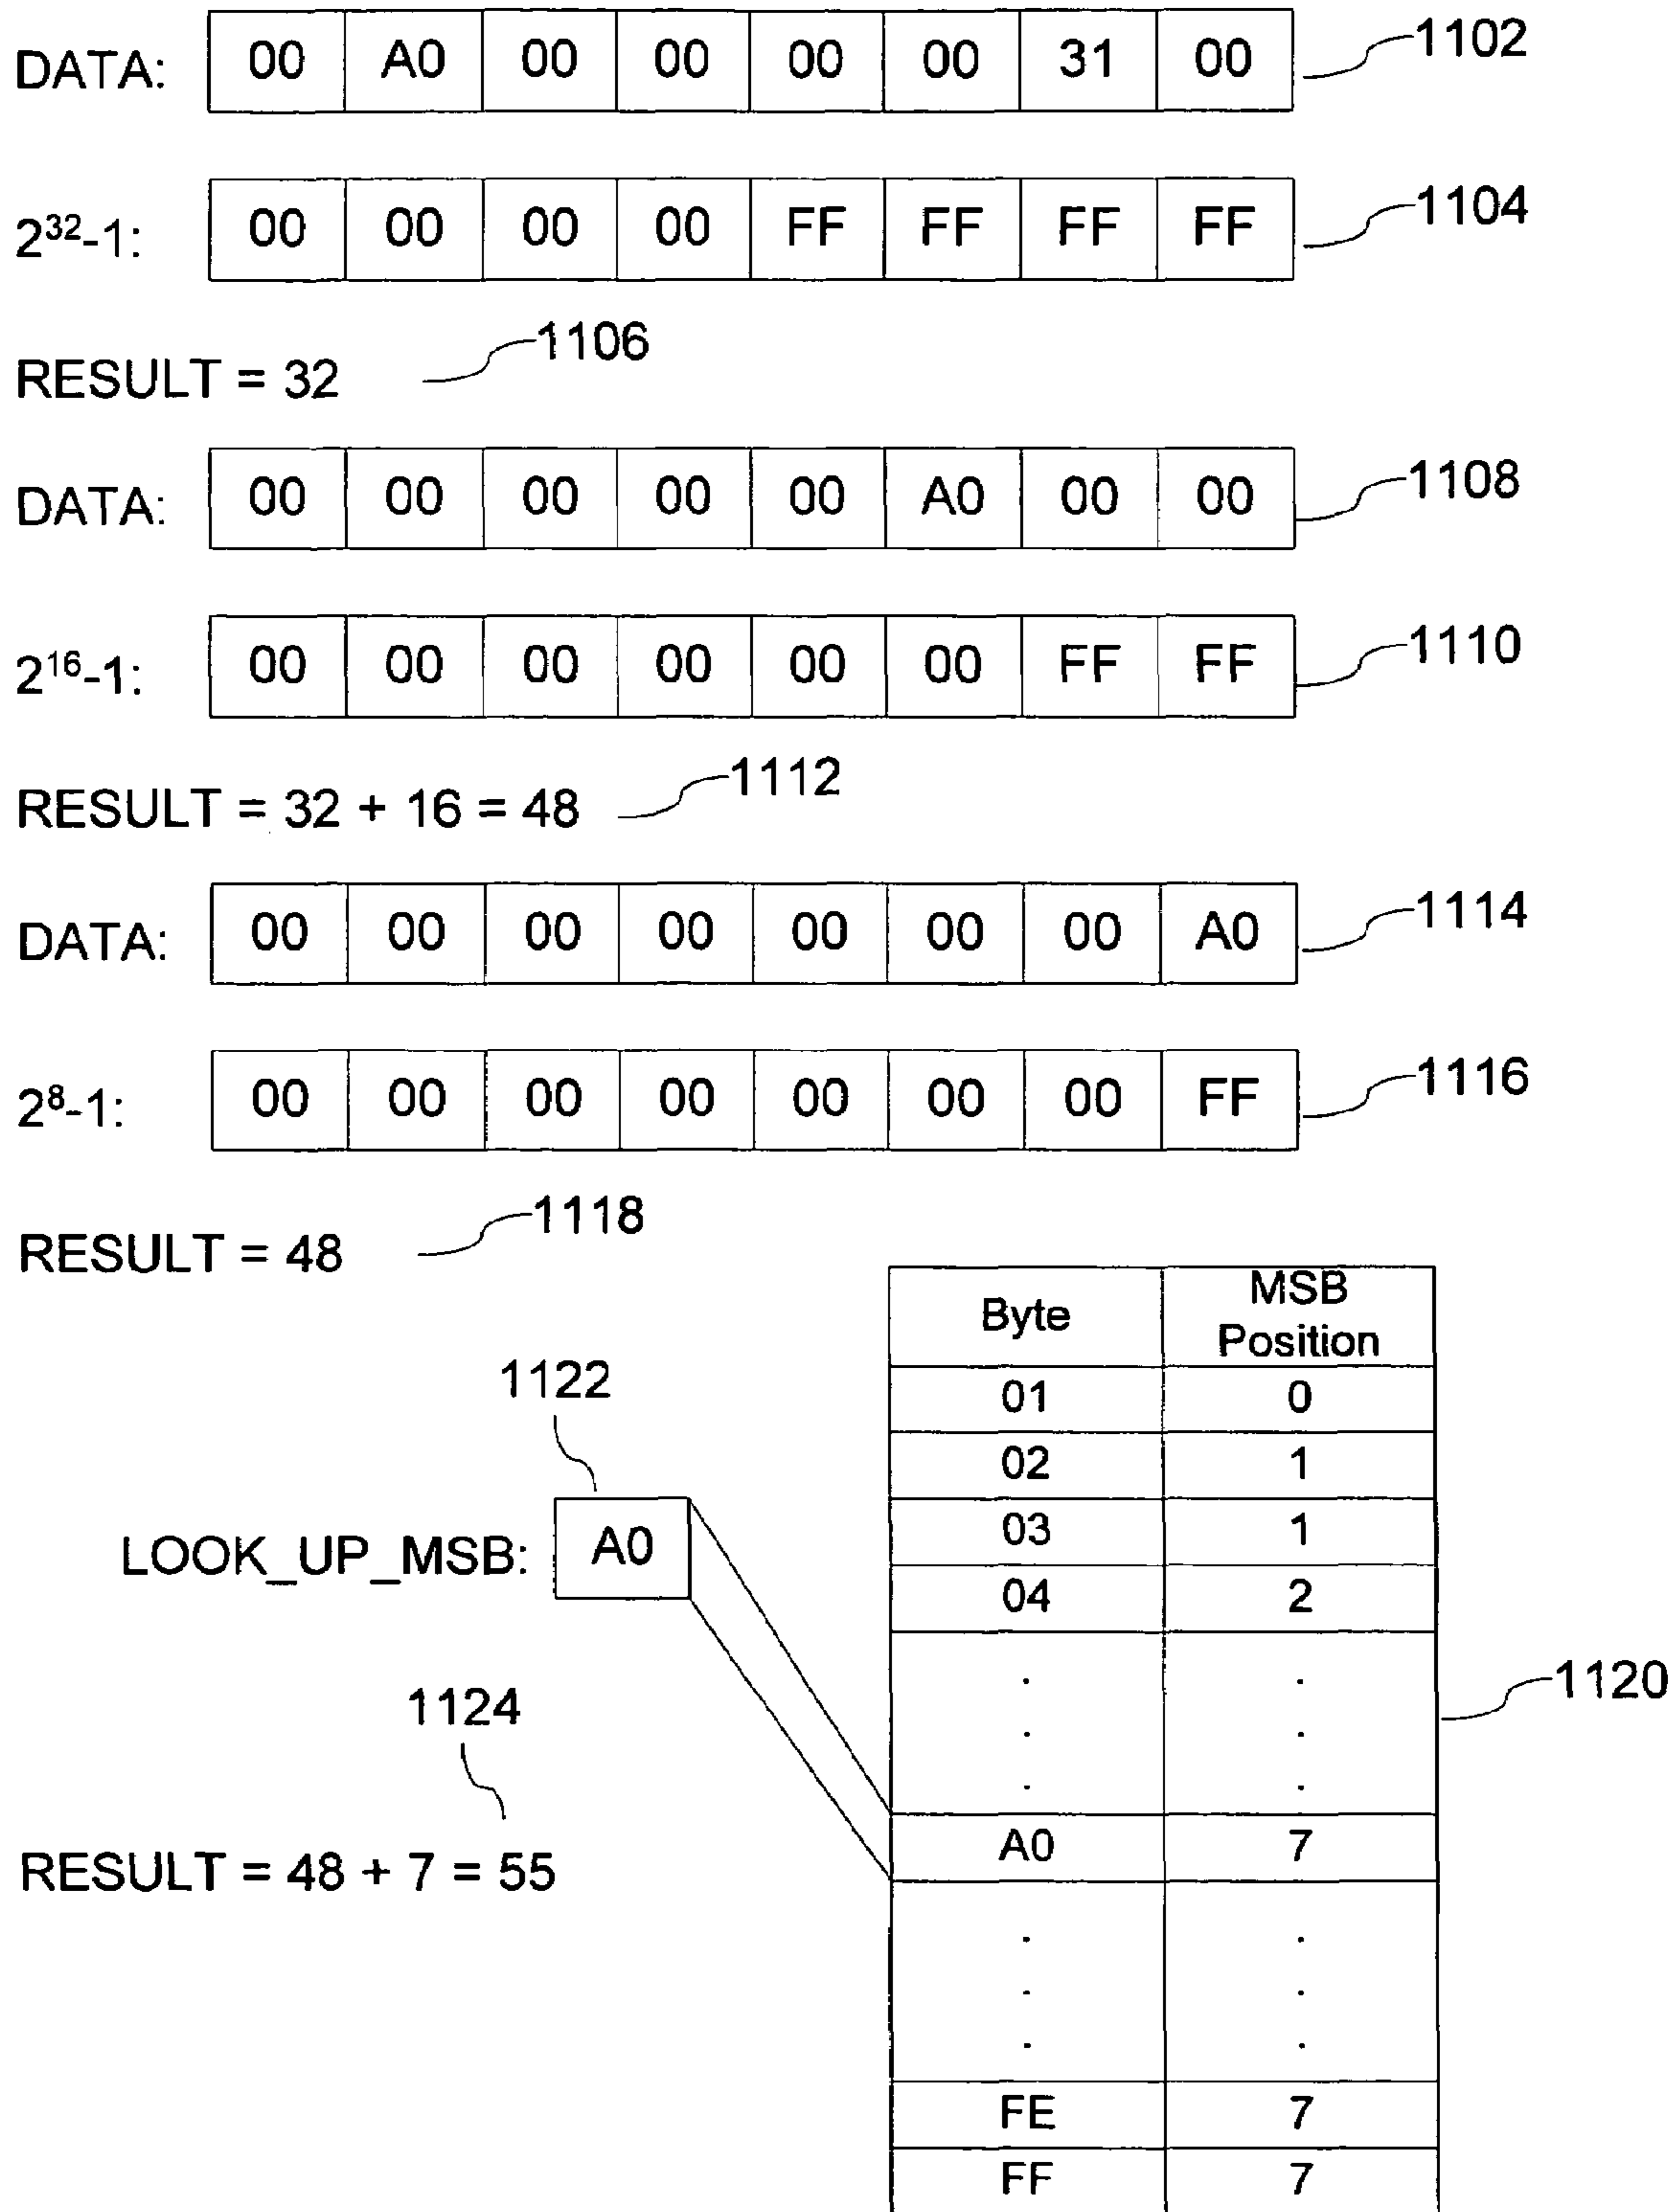 DATA: 00 A0 00 00 00 00 31 00 1102
2³²-1: 00 00 00 00 FF FF FF FF 1104
RESULT = 32 1106
DATA: 00 00 00 00 00 A0 00 00 1108
2¹⁶-1: 00 00 00 00 00 00 FF FF 1110
RESULT = 32 + 16 = 48 1112
DATA: 00 00 00 00 00 00 00 A0 1114
2⁸-1: 00 00 00 00 00 00 00 FF 1116
RESULT = 48 1118
Byte MSB Position
01 0
02 1
03 1
04 2
. .
. .
. .
A0 7
. .
. .
. .
FE 7
FF 7
1120
1122
LOOK_UP_MSB: A0
1124
RESULT = 48 + 7 = 55